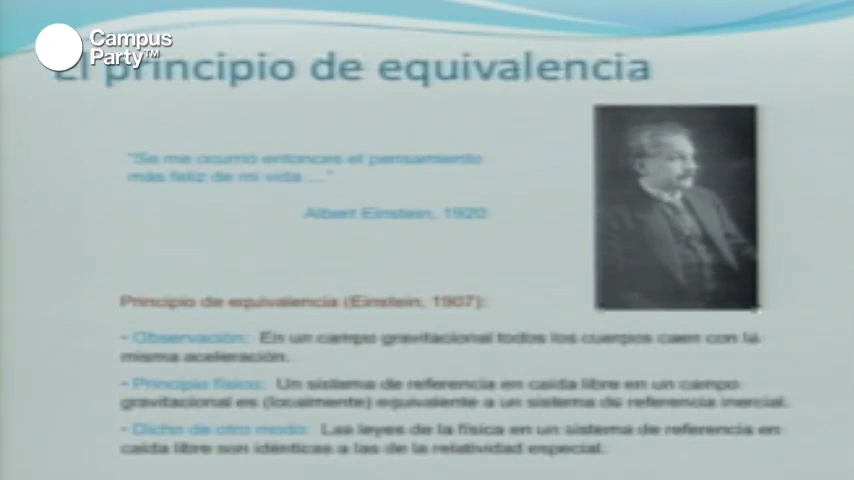 Campus
Party™
El principio de equivalencia
"Se me ocurrió entonces el pensamiento
más feliz de mi vida ..."
Albert Einstein, 1920
Principio de equivalencia (Einstein, 1907):
- Observación: En un campo gravitacional todos los cuerpos caen con la
misma aceleración.
- Principio físico: Un sistema de referencia en caída libre en un campo
gravitacional es (localmente) equivalente a un sistema de referencia inercial.
- Dicho de otro modo: Las leyes de la física en un sistema de referencia en
caída libre son idénticas a las de la relatividad especial.